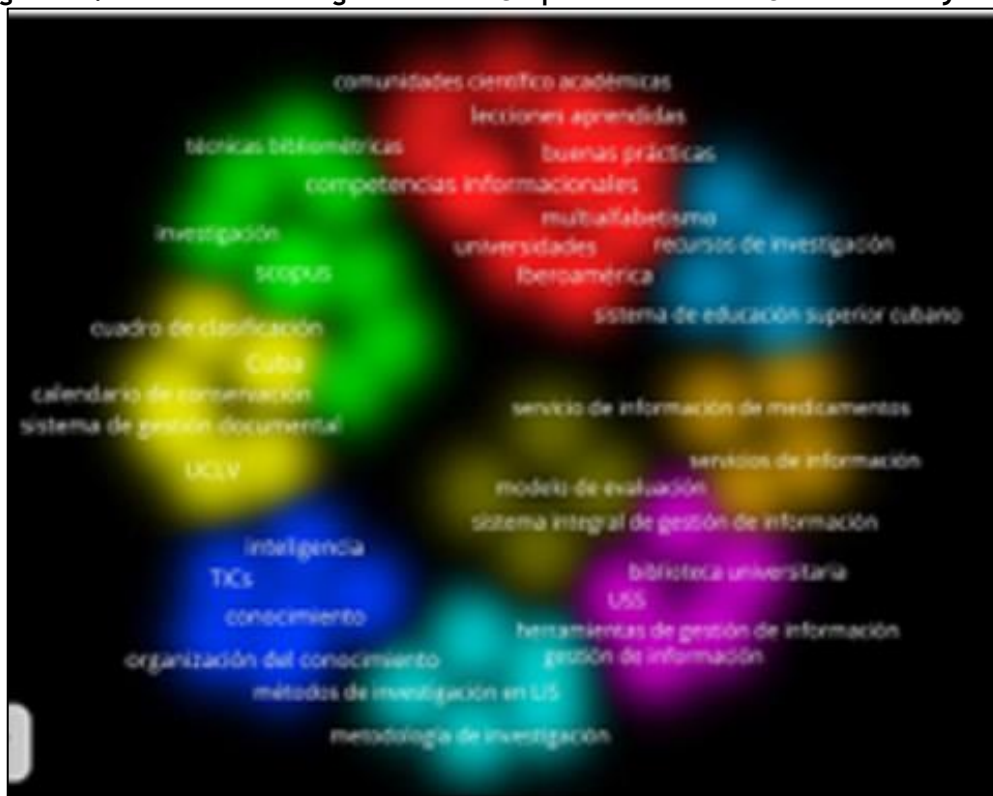 comunidades científico académicas
lecciones aprendidas
técnicas bibliométricas
buenas prácticas
competencias informacionales
multialfabetismo
investigación
universidades
recursos de investigación
scopus
Iberoamérica
sistema de educación superior cubano
cuadro de clasificación
Cuba
calendario de conservación
servicio de información de medicamentos
sistema de gestión documental
servicios de información
UCLV
modelo de evaluación
sistema integral de gestión de información
inteligencia
biblioteca universitaria
TICs
USS
conocimiento
herramientas de gestión de información
gestión de información
organización del conocimiento
métodos de investigación en LIS
metodología de investigación